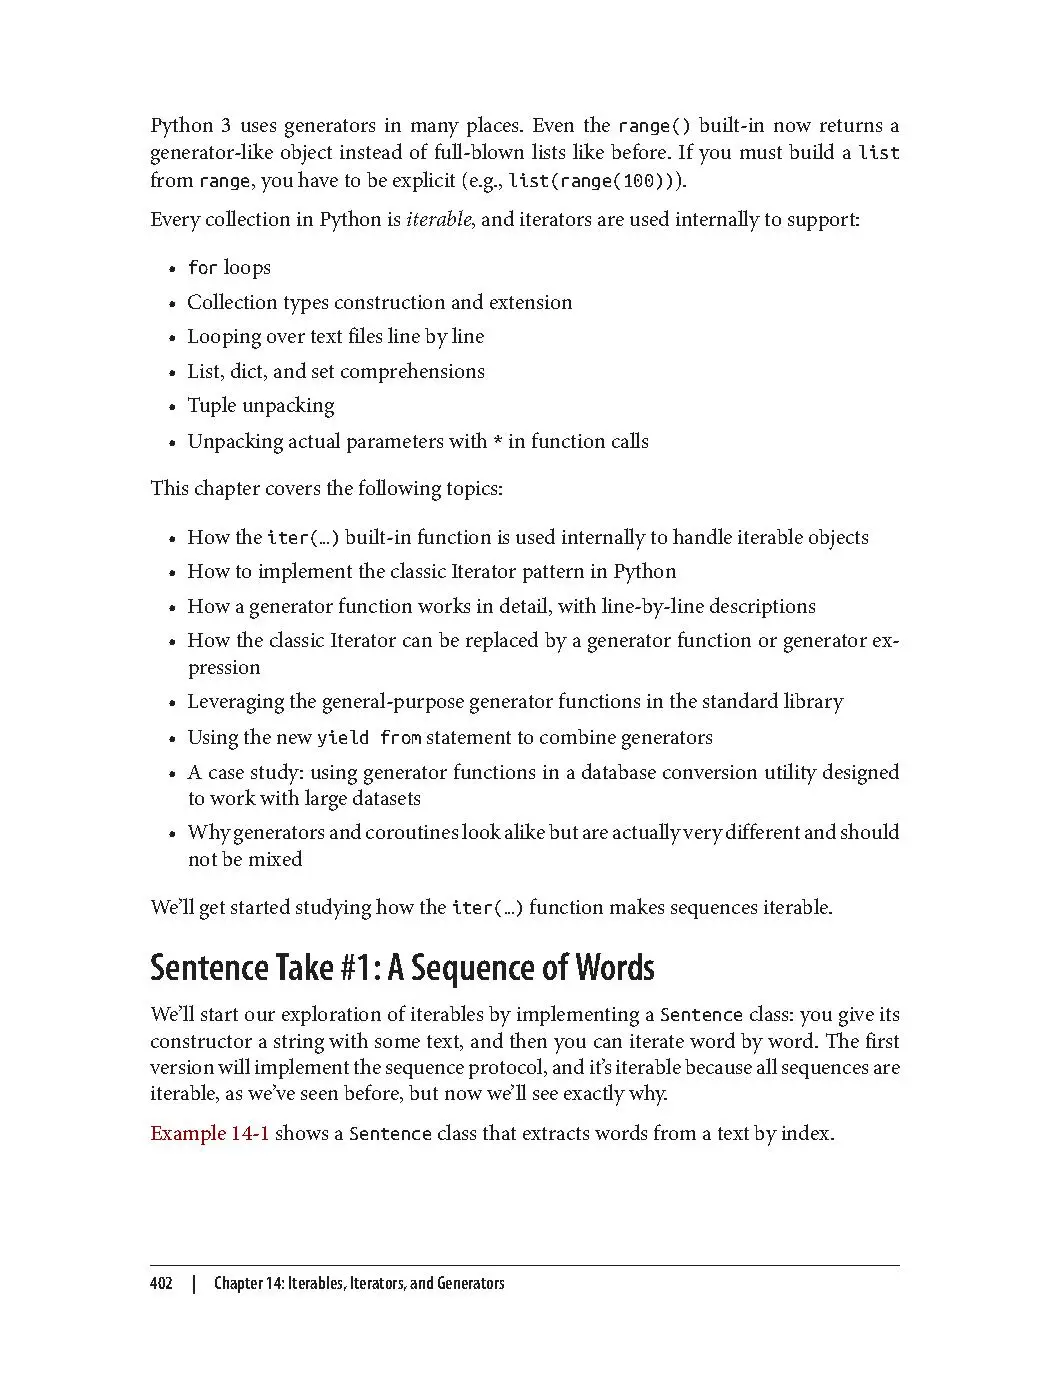 Python 3 uses generators in many places. Even the range() built-in now returns a
generator-like object instead of full-blown lists like before. If you must build a list
from range, you have to be explicit (e.g., list(range(100))).
Every collection in Python is iterable, and iterators are used internally to support:
• for loops
• Collection types construction and extension
• Looping over text files line by line
• List, dict, and set comprehensions
• Tuple unpacking
• Unpacking actual parameters with * in function calls
This chapter covers the following topics:
• How the iter(…) built-in function is used internally to handle iterable objects
• How to implement the classic Iterator pattern in Python
• How a generator function works in detail, with line-by-line descriptions
• How the classic Iterator can be replaced by a generator function or generator ex-
pression
• Leveraging the general-purpose generator functions in the standard library
• Using the new yield from statement to combine generators
• A case study: using generator functions in a database conversion utility designed
to work with large datasets
• Why generators and coroutines look alike but are actually very different and should
not be mixed
We’ll get started studying how the iter(…) function makes sequences iterable.
Sentence Take #1: A Sequence of Words
We’ll start our exploration of iterables by implementing a Sentence class: you give its
constructor a string with some text, and then you can iterate word by word. The first
version will implement the sequence protocol, and it’s iterable because all sequences are
iterable, as we’ve seen before, but now we’ll see exactly why.
Example 14-1 shows a Sentence class that extracts words from a text by index.
402 | Chapter 14: Iterables, Iterators, and Generators